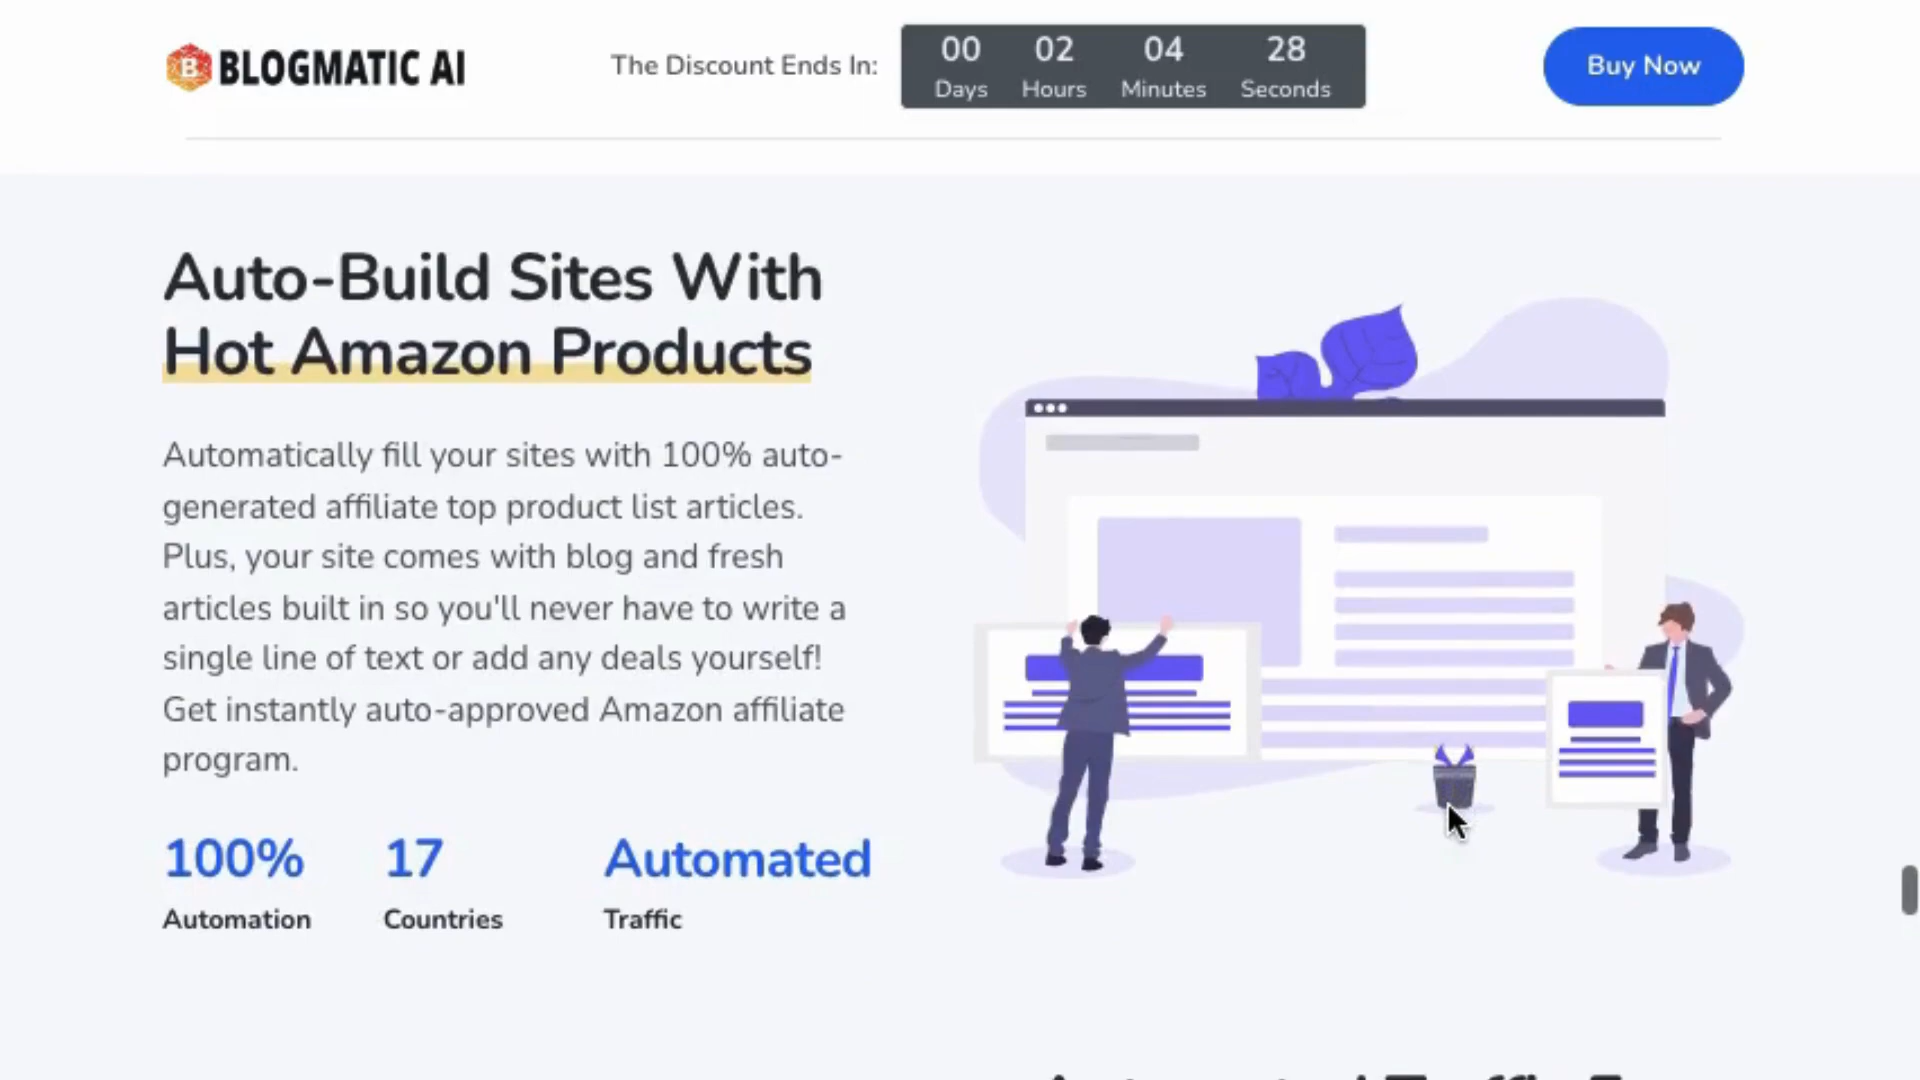 BLOGMATIC AI
The Discount Ends In:
00 02 04 28
Days Hours Minutes Seconds
Buy Now
Auto-Build Sites With
Hot Amazon Products
Automatically fill your sites with 100% auto-
generated affiliate top product list articles.
Plus, your site comes with blog and fresh
articles built in so you'll never have to write a
single line of text or add any deals yourself!
Get instantly auto-approved Amazon affiliate
program.
100% 17 Automated
Automation Countries Traffic